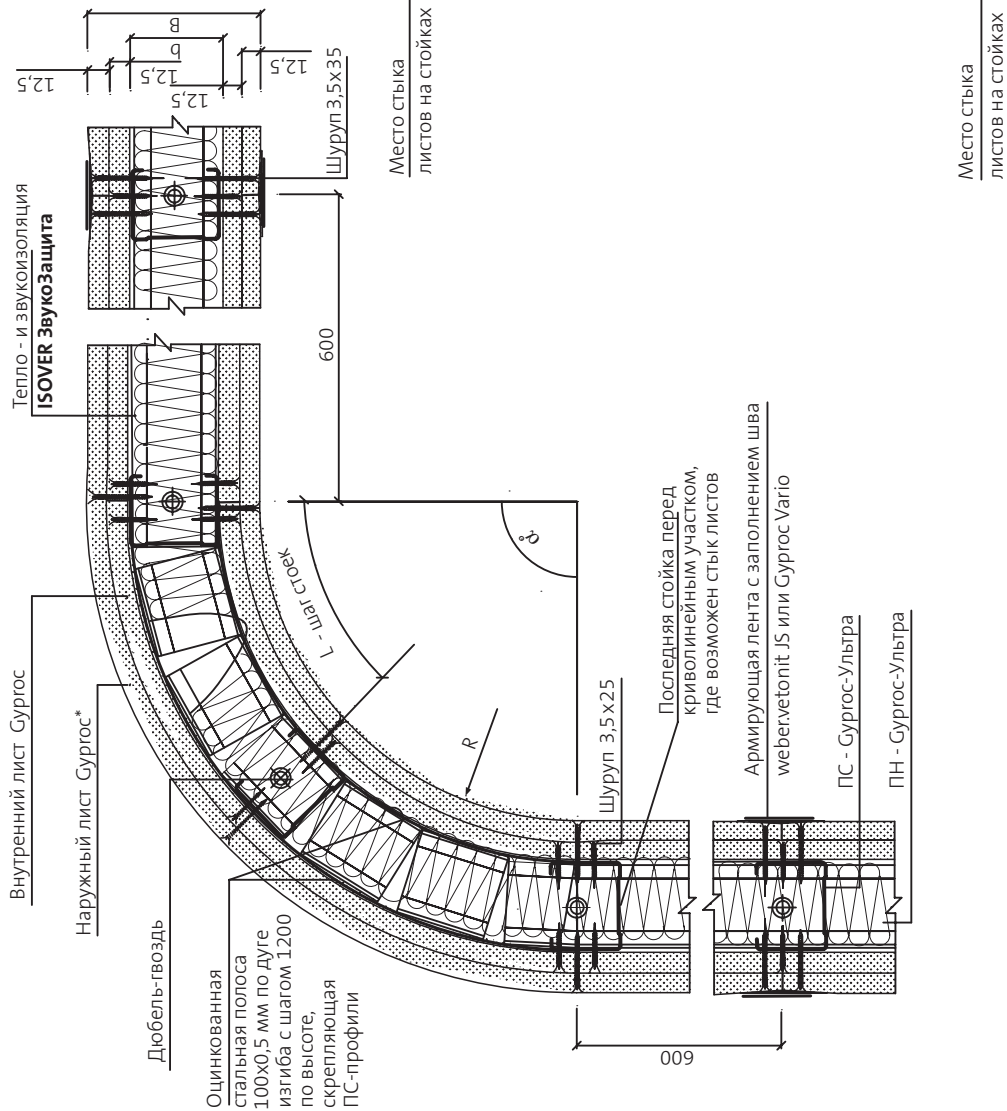 12,5
12,5
12,5
12,5
b
B
Шуруп 3,5x35
Место стыка
листов на стойках
Место стыка
листов на стойках
Тепло - и звукоизоляция
ISOVER ЗвукоЗащита
600
Внутренний лист Gyproc
Наружный лист Gyproc*
L - шаг стоек
α°
R
Дюбель-гвоздь
Оцинкованная
стальная полоса
100x0,5 мм по дуге
изгиба с шагом 1200
по высоте,
скрепляющая
ПС-профили
Шуруп 3,5x25
Последняя стойка перед
криволинейным участком,
где возможен стык листов
Армирующая лента с заполнением шва
weber.vetonit JS или Gyproc Vario
ПС - Gyproc-Ультра
ПН - Gyproc-Ультра
600